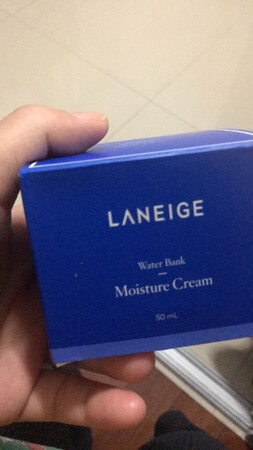 LANEIGE
Water Bank
Moisture Cream
50 mL